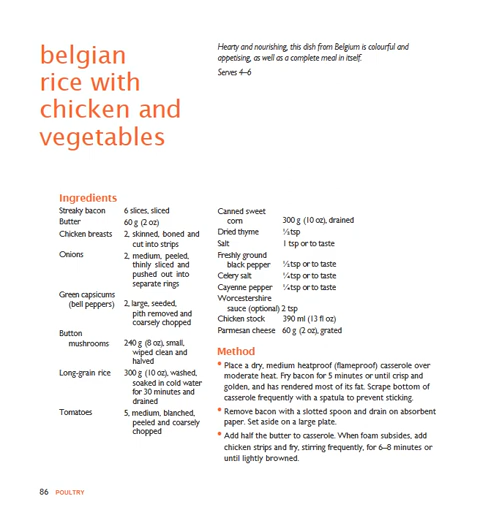 belgian
rice with
chicken and
vegetables
Hearty and nourishing, this dish from Belgium is colourful and
appetising, as well as a complete meal in itself.
Serves 4–6
Ingredients
Streaky bacon 6 slices, sliced
Butter 60 g (2 oz)
Chicken breasts 2, skinned, boned and
cut into strips
Onions 2, medium, peeled,
thinly sliced and
pushed out into
separate rings
Green capsicums
(bell peppers) 2, large, seeded,
pith removed and
coarsely chopped
Button
mushrooms 240 g (8 oz), small,
wiped clean and
halved
Long-grain rice 300 g (10 oz), washed,
soaked in cold water
for 30 minutes and
drained
Tomatoes 5, medium, blanched,
peeled and coarsely
chopped
Canned sweet
corn 300 g (10 oz), drained
Dried thyme ½ tsp
Salt 1 tsp or to taste
Freshly ground
black pepper ½ tsp or to taste
Celery salt ¼ tsp or to taste
Cayenne pepper ¼ tsp or to taste
Worcestershire
sauce (optional) 2 tsp
Chicken stock 390 ml (13 fl oz)
Parmesan cheese 60 g (2 oz), grated
Method
• Place a dry, medium heatproof (flameproof) casserole over
moderate heat. Fry bacon for 5 minutes or until crisp and
golden, and has rendered most of its fat. Scrape bottom of
casserole frequently with a spatula to prevent sticking.
• Remove bacon with a slotted spoon and drain on absorbent
paper. Set aside on a large plate.
• Add half the butter to casserole. When foam subsides, add
chicken strips and fry, stirring frequently, for 6–8 minutes or
until lightly browned.
86 POULTRY